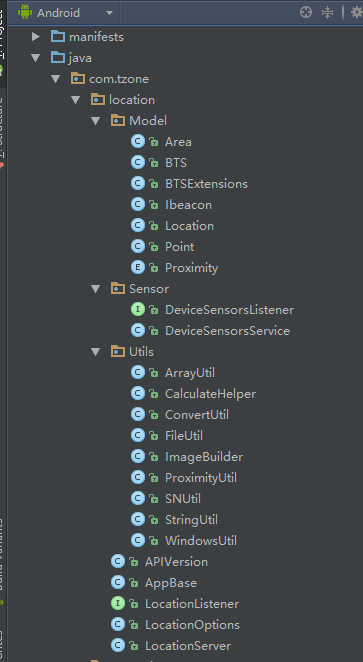 Android
manifests
java
com.tzone
location
Model
C Area
C BTS
C BTSExtensions
C Ibeacon
C Location
C Point
E Proximity
Sensor
I DeviceSensorsListener
C DeviceSensorsService
Utils
C ArrayUtil
C CalculateHelper
C ConvertUtil
C FileUtil
C ImageBuilder
C ProximityUtil
C SNUtil
C StringUtil
C WindowsUtil
C APIVersion
C AppBase
I LocationListener
C LocationOptions
C LocationServer